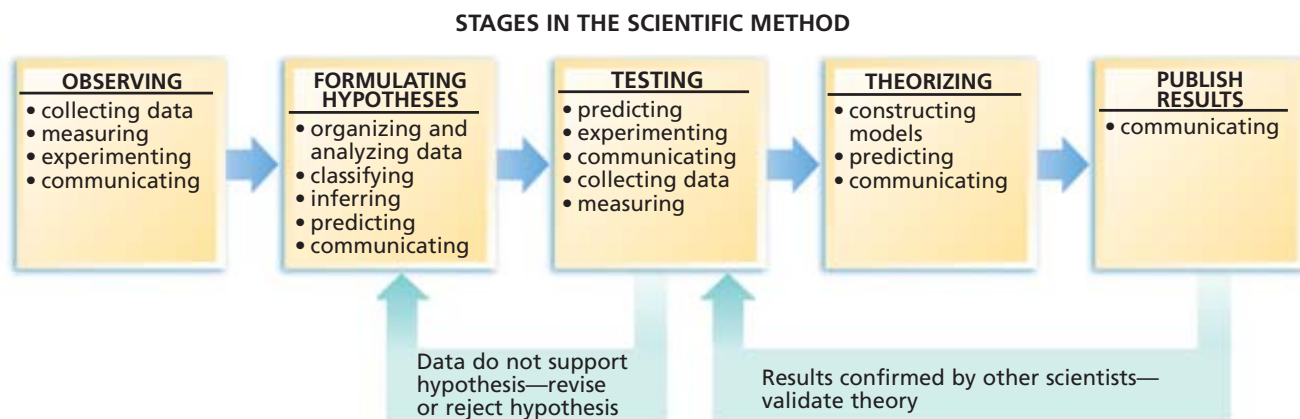 STAGES IN THE SCIENTIFIC METHOD
OBSERVING
• collecting data
• measuring
• experimenting
• communicating
FORMULATING
HYPOTHESES
• organizing and
analyzing data
• classifying
• inferring
• predicting
• communicating
TESTING
• predicting
• experimenting
• communicating
• collecting data
• measuring
THEORIZING
• constructing
models
• predicting
• communicating
PUBLISH
RESULTS
• communicating
Data do not support
hypothesis—revise
or reject hypothesis
Results confirmed by other scientists—
validate theory